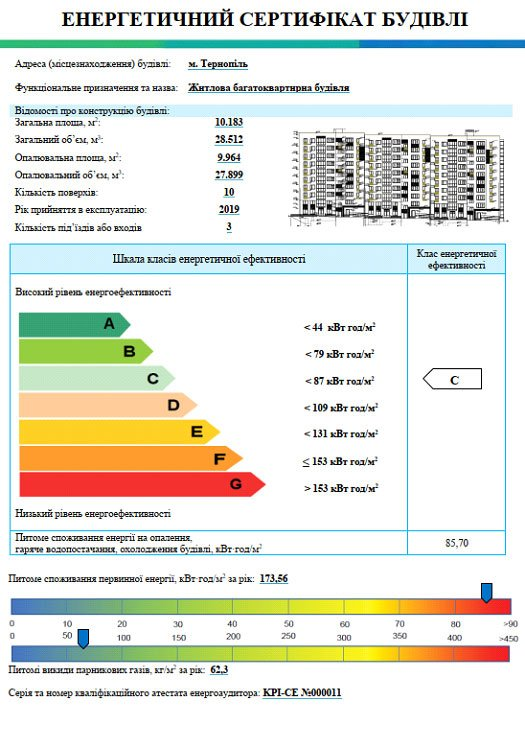 ЕНЕРГЕТИЧНИЙ СЕРТИФІКАТ БУДІВЛІ
Адреса (місцезнаходження) будівлі: м. Тернопіль
Функціональне призначення та назва: Житлова багатоквартирна будівля
Відомості про конструкцію будівлі:
Загальна площа, м²: 10.183
Загальний об’єм, м³: 28.512
Опалювальна площа, м²: 9.964
Опалювальний об’єм, м³: 27.899
Кількість поверхів: 10
Рік прийняття в експлуатацію: 2019
Кількість під’їздів або входів 3
Шкала класів енергетичної ефективності
Клас енергетичної
ефективності
Високий рівень енергоефективності
A < 44 кВт год/м²
B < 79 кВт год/м²
C < 87 кВт год/м² С
D < 109 кВт год/м²
E < 131 кВт год/м²
F ≤ 153 кВт год/м²
G > 153 кВт год/м²
Низький рівень енергоефективності
Питоме споживання енергії на опалення,
гаряче водопостачання, охолодження будівлі, кВт·год/м² 85,70
Питоме споживання первинної енергії, кВт·год/м² за рік: 173,56
0 10 20 30 40 50 60 70 80 >90
0 50 100 150 200 250 300 350 400 >450
Питомі викиди парникових газів, кг/м² за рік: 62,3
Серія та номер кваліфікаційного атестата енергоаудитора: KPI-CE №000011